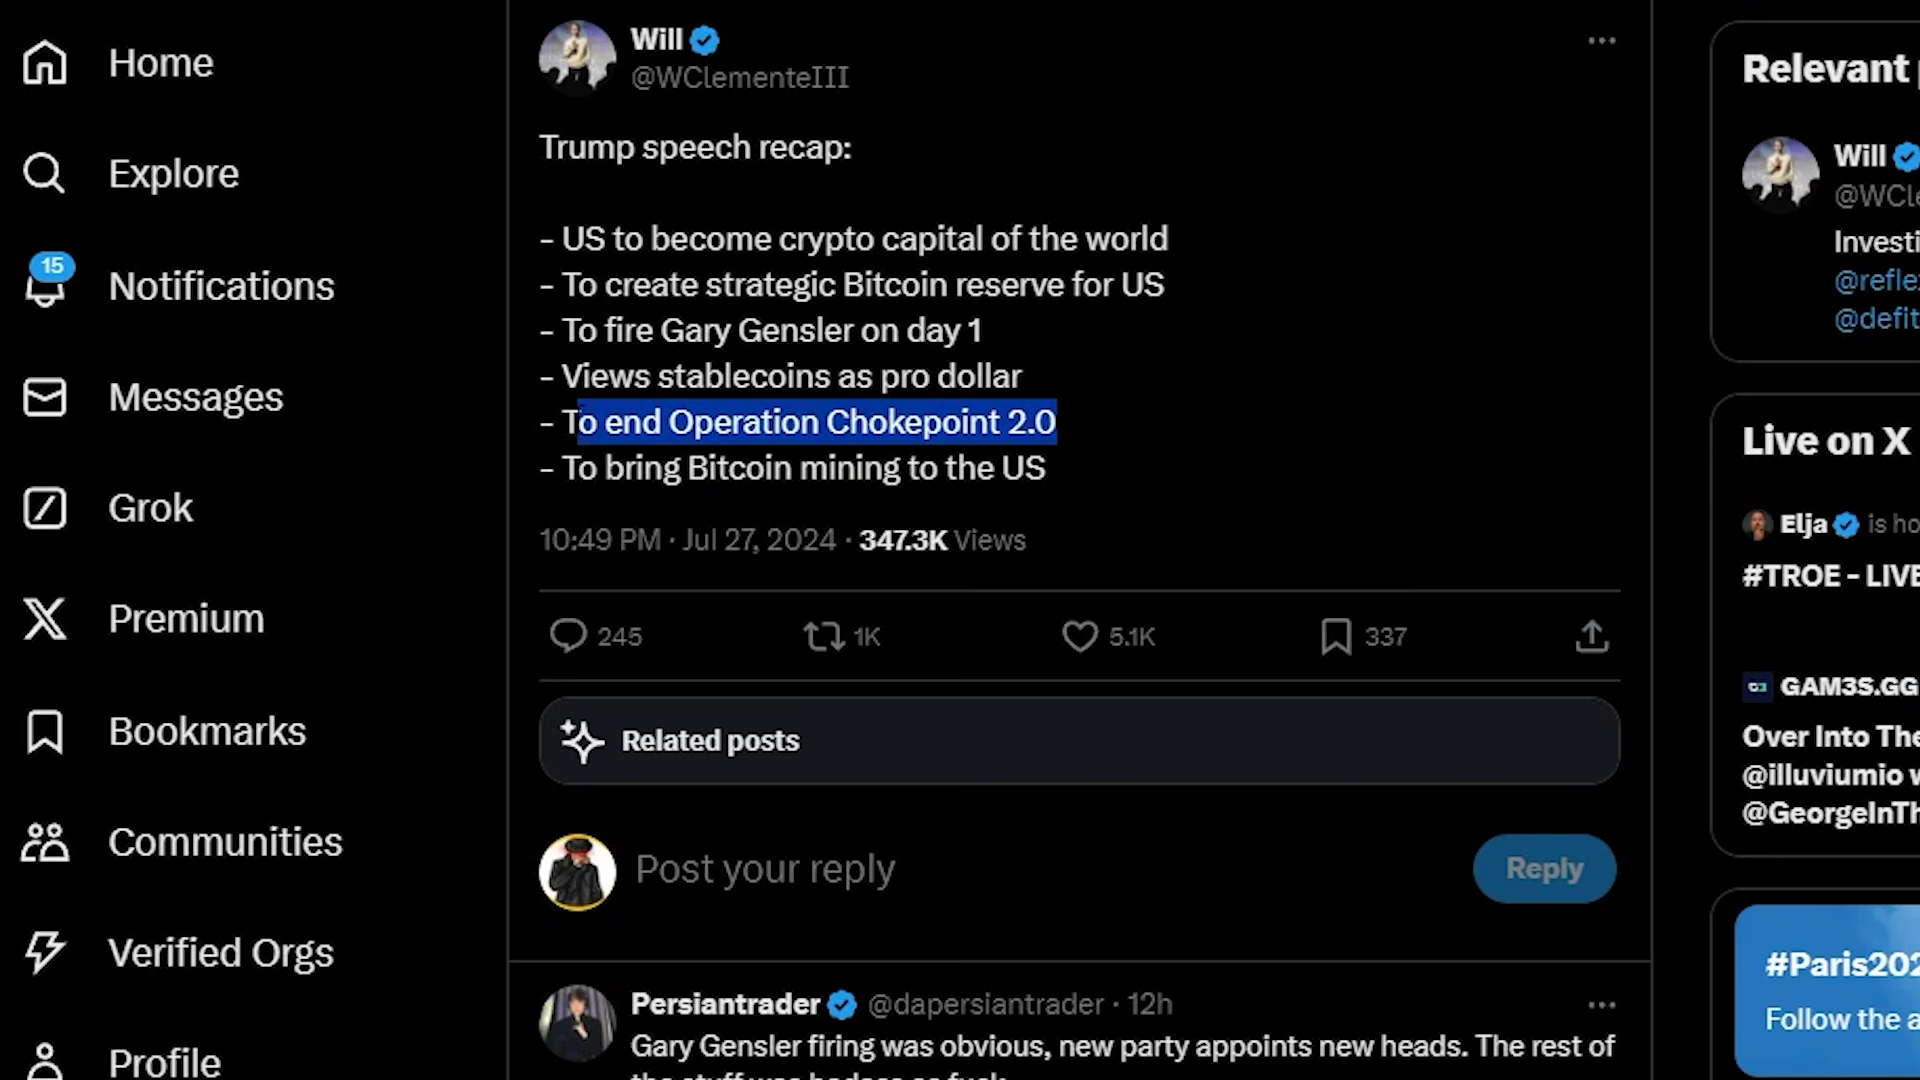 Home
Explore
15
Notifications
Messages
Grok
Premium
Bookmarks
Communities
Verified Orgs
Profile
Will
@WClementeIII
Trump speech recap:
- US to become crypto capital of the world
- To create strategic Bitcoin reserve for US
- To fire Gary Gensler on day 1
- Views stablecoins as pro dollar
- To end Operation Chokepoint 2.0
- To bring Bitcoin mining to the US
10:49 PM · Jul 27, 2024 · 347.3K Views
245 1K 5.1K 337
Related posts
Post your reply
Reply
Persiantrader @dapersiantrader · 12h
Gary Gensler firing was obvious, new party appoints new heads. The rest of
Relevant
Will
@WCle
Investi
@refle
@defit
Live on X
Elja is ho
#TROE - LIVE
GAM3S.GG
Over Into The
@illuviumio w
@GeorgeInTh
#Paris202
Follow the a